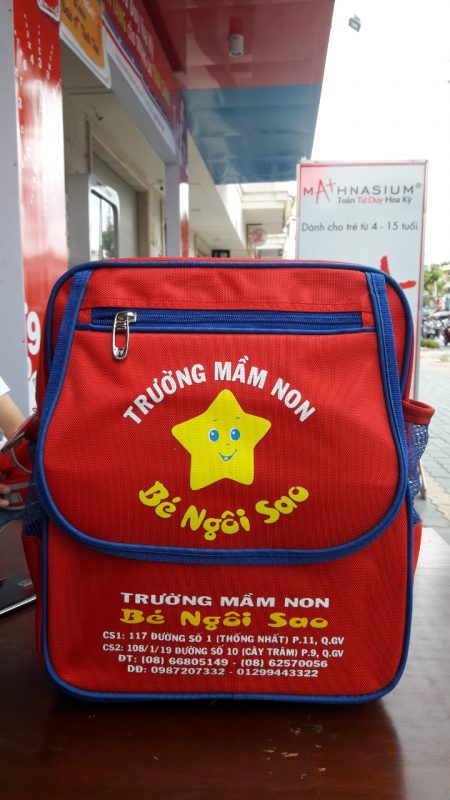 MATHNASIUM®
Toán Tư Duy Hoa Kỳ
Dành cho trẻ từ 4 - 15 tuổi
TRƯỜNG MẦM NON
Bé Ngôi Sao
TRƯỜNG MẦM NON
Bé Ngôi Sao
CS1: 117 ĐƯỜNG SỐ 1 (THỐNG NHẤT) P.11, Q.GV
CS2: 108/1/19 ĐƯỜNG SỐ 10 (CÂY TRÂM) P.9, Q.GV
ĐT: (08) 66805149 - (08) 62570056
DĐ: 0987207332 - 01299443322